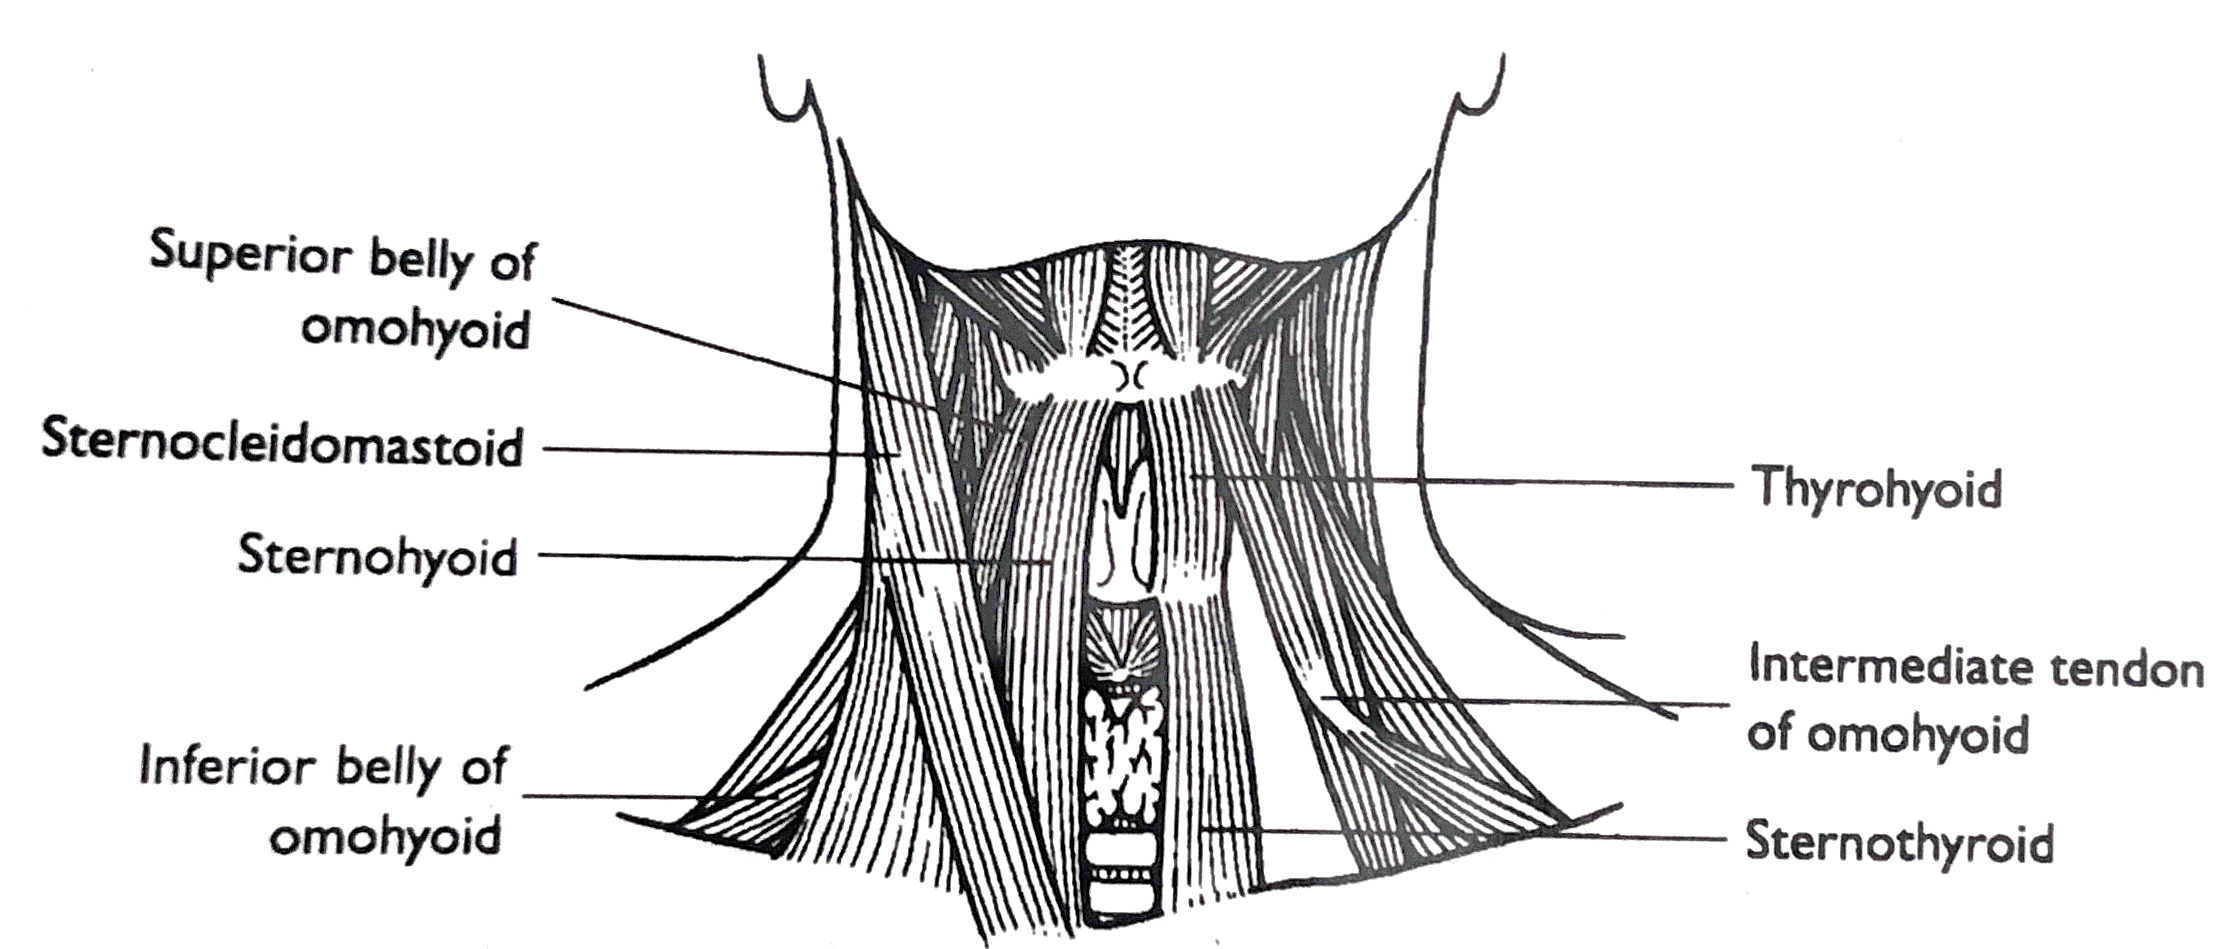 Superior belly of
omohyoid
Sternocleidomastoid
Sternohyoid
Inferior belly of
omohyoid
Thyrohyoid
Intermediate tendon
of omohyoid
Sternothyroid